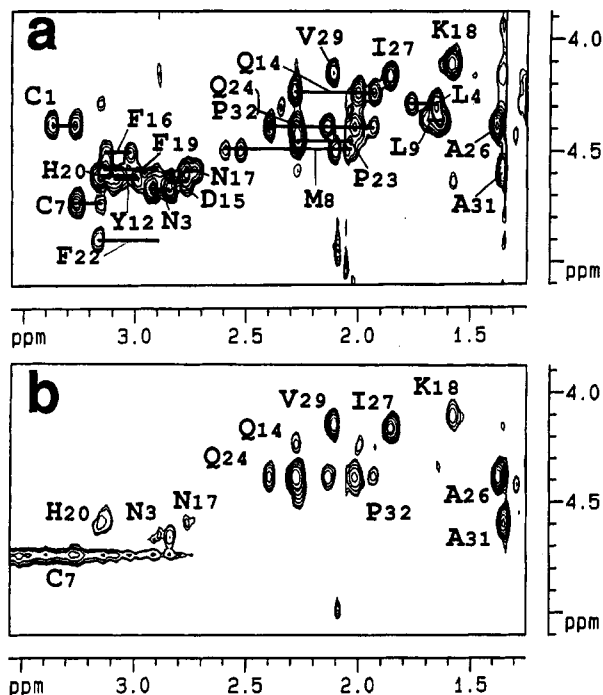 a
K18
V29
I27
Q14
4.0
Q24
C1
P32
L4
F16
F19
L9
A26
4.5
H20
N17
P23
D15
A31
C7
M8
Y12
N3
F22
ppm
ppm 3.0 2.5 2.0 1.5
b
K18
V29 I27
4.0
Q14
Q24
A26
H20 N3 N17
P32
4.5
A31
C7
ppm
ppm 3.0 2.5 2.0 1.5